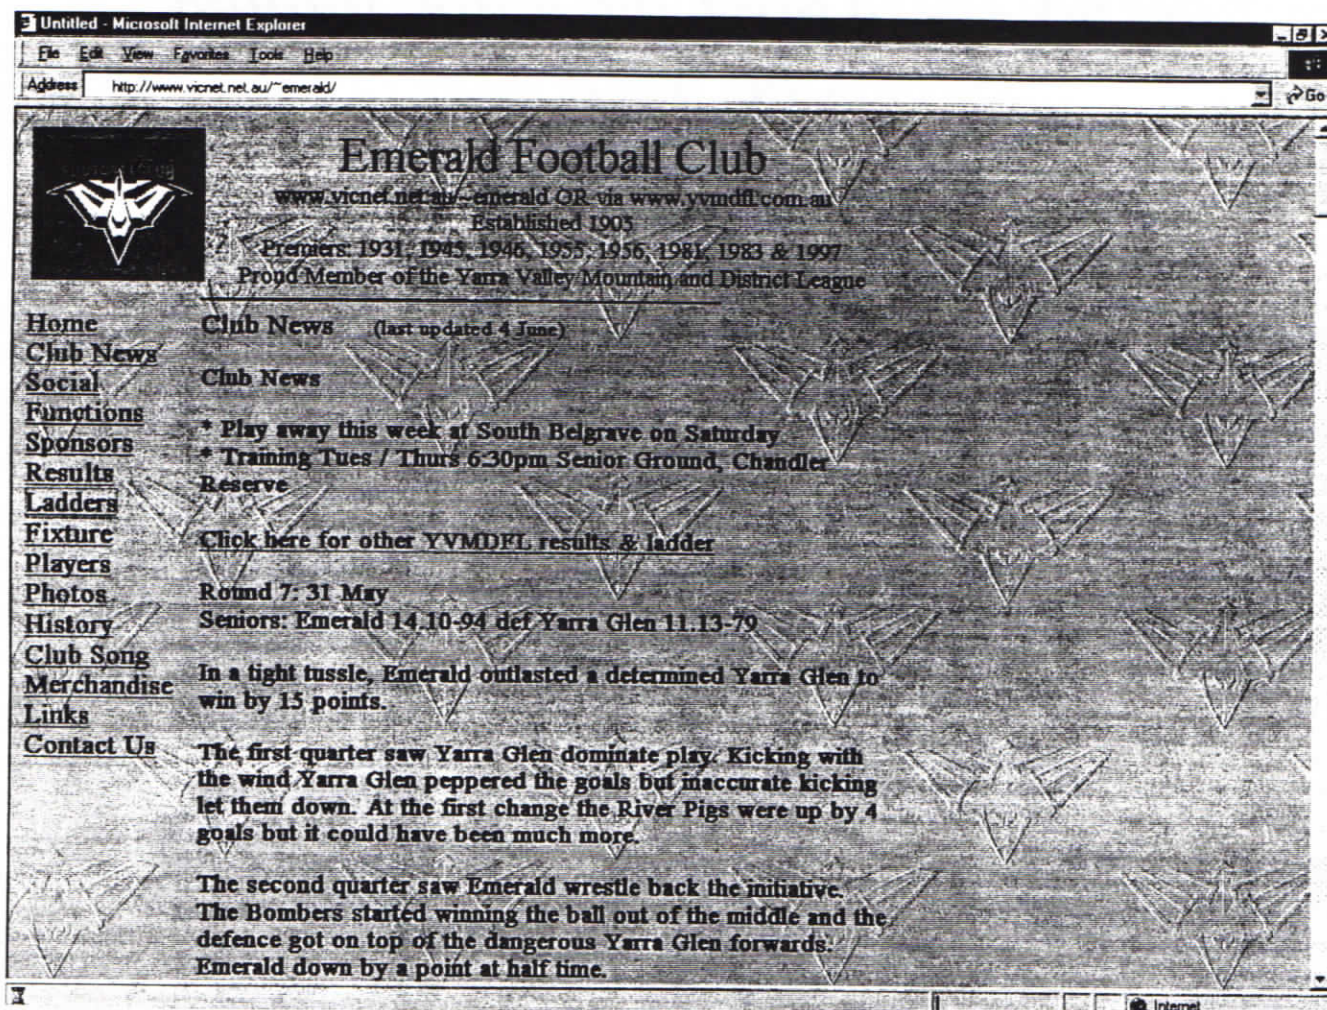 Untitled - Microsoft Internet Explorer
File Edit View Favorites Tools Help
Address http://www.vicnet.net.au/~emerald/ Go
Emerald Football Club
www.vicnet.net.au/~emerald OR via www.yvmdfl.com.au
Established 1905
Premiers: 1931, 1945, 1946, 1955, 1956, 1981, 1983 & 1997
Proud Member of the Yarra Valley Mountain and District League
Home
Club News
Social
Functions
Sponsors
Results
Ladders
Fixture
Players
Photos
History
Club Song
Merchandise
Links
Contact Us
Club News (last updated 4 June)
Club News
* Play away this week at South Belgrave on Saturday
* Training Tues / Thurs 6:30pm Senior Ground, Chandler
Reserve
Click here for other YVMDFL results & ladder
Round 7: 31 May
Seniors: Emerald 14.10-94 def Yarra Glen 11.13-79
In a tight tussle, Emerald outlasted a determined Yarra Glen to
win by 15 points.
The first quarter saw Yarra Glen dominate play. Kicking with
the wind Yarra Glen peppered the goals but inaccurate kicking
let them down. At the first change the River Pigs were up by 4
goals but it could have been much more.
The second quarter saw Emerald wrestle back the initiative.
The Bombers started winning the ball out of the middle and the
defence got on top of the dangerous Yarra Glen forwards.
Emerald down by a point at half time.
Internet